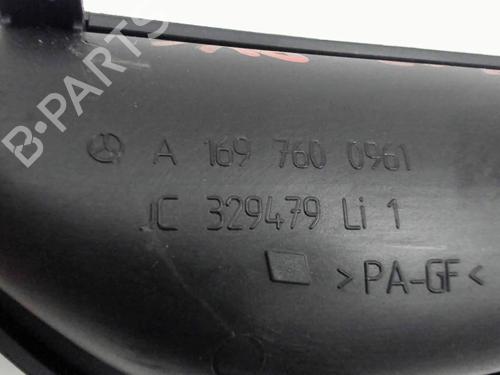 B-PARTS
A 169 760 0961
JC 329479 Li 1
>PA-GF<